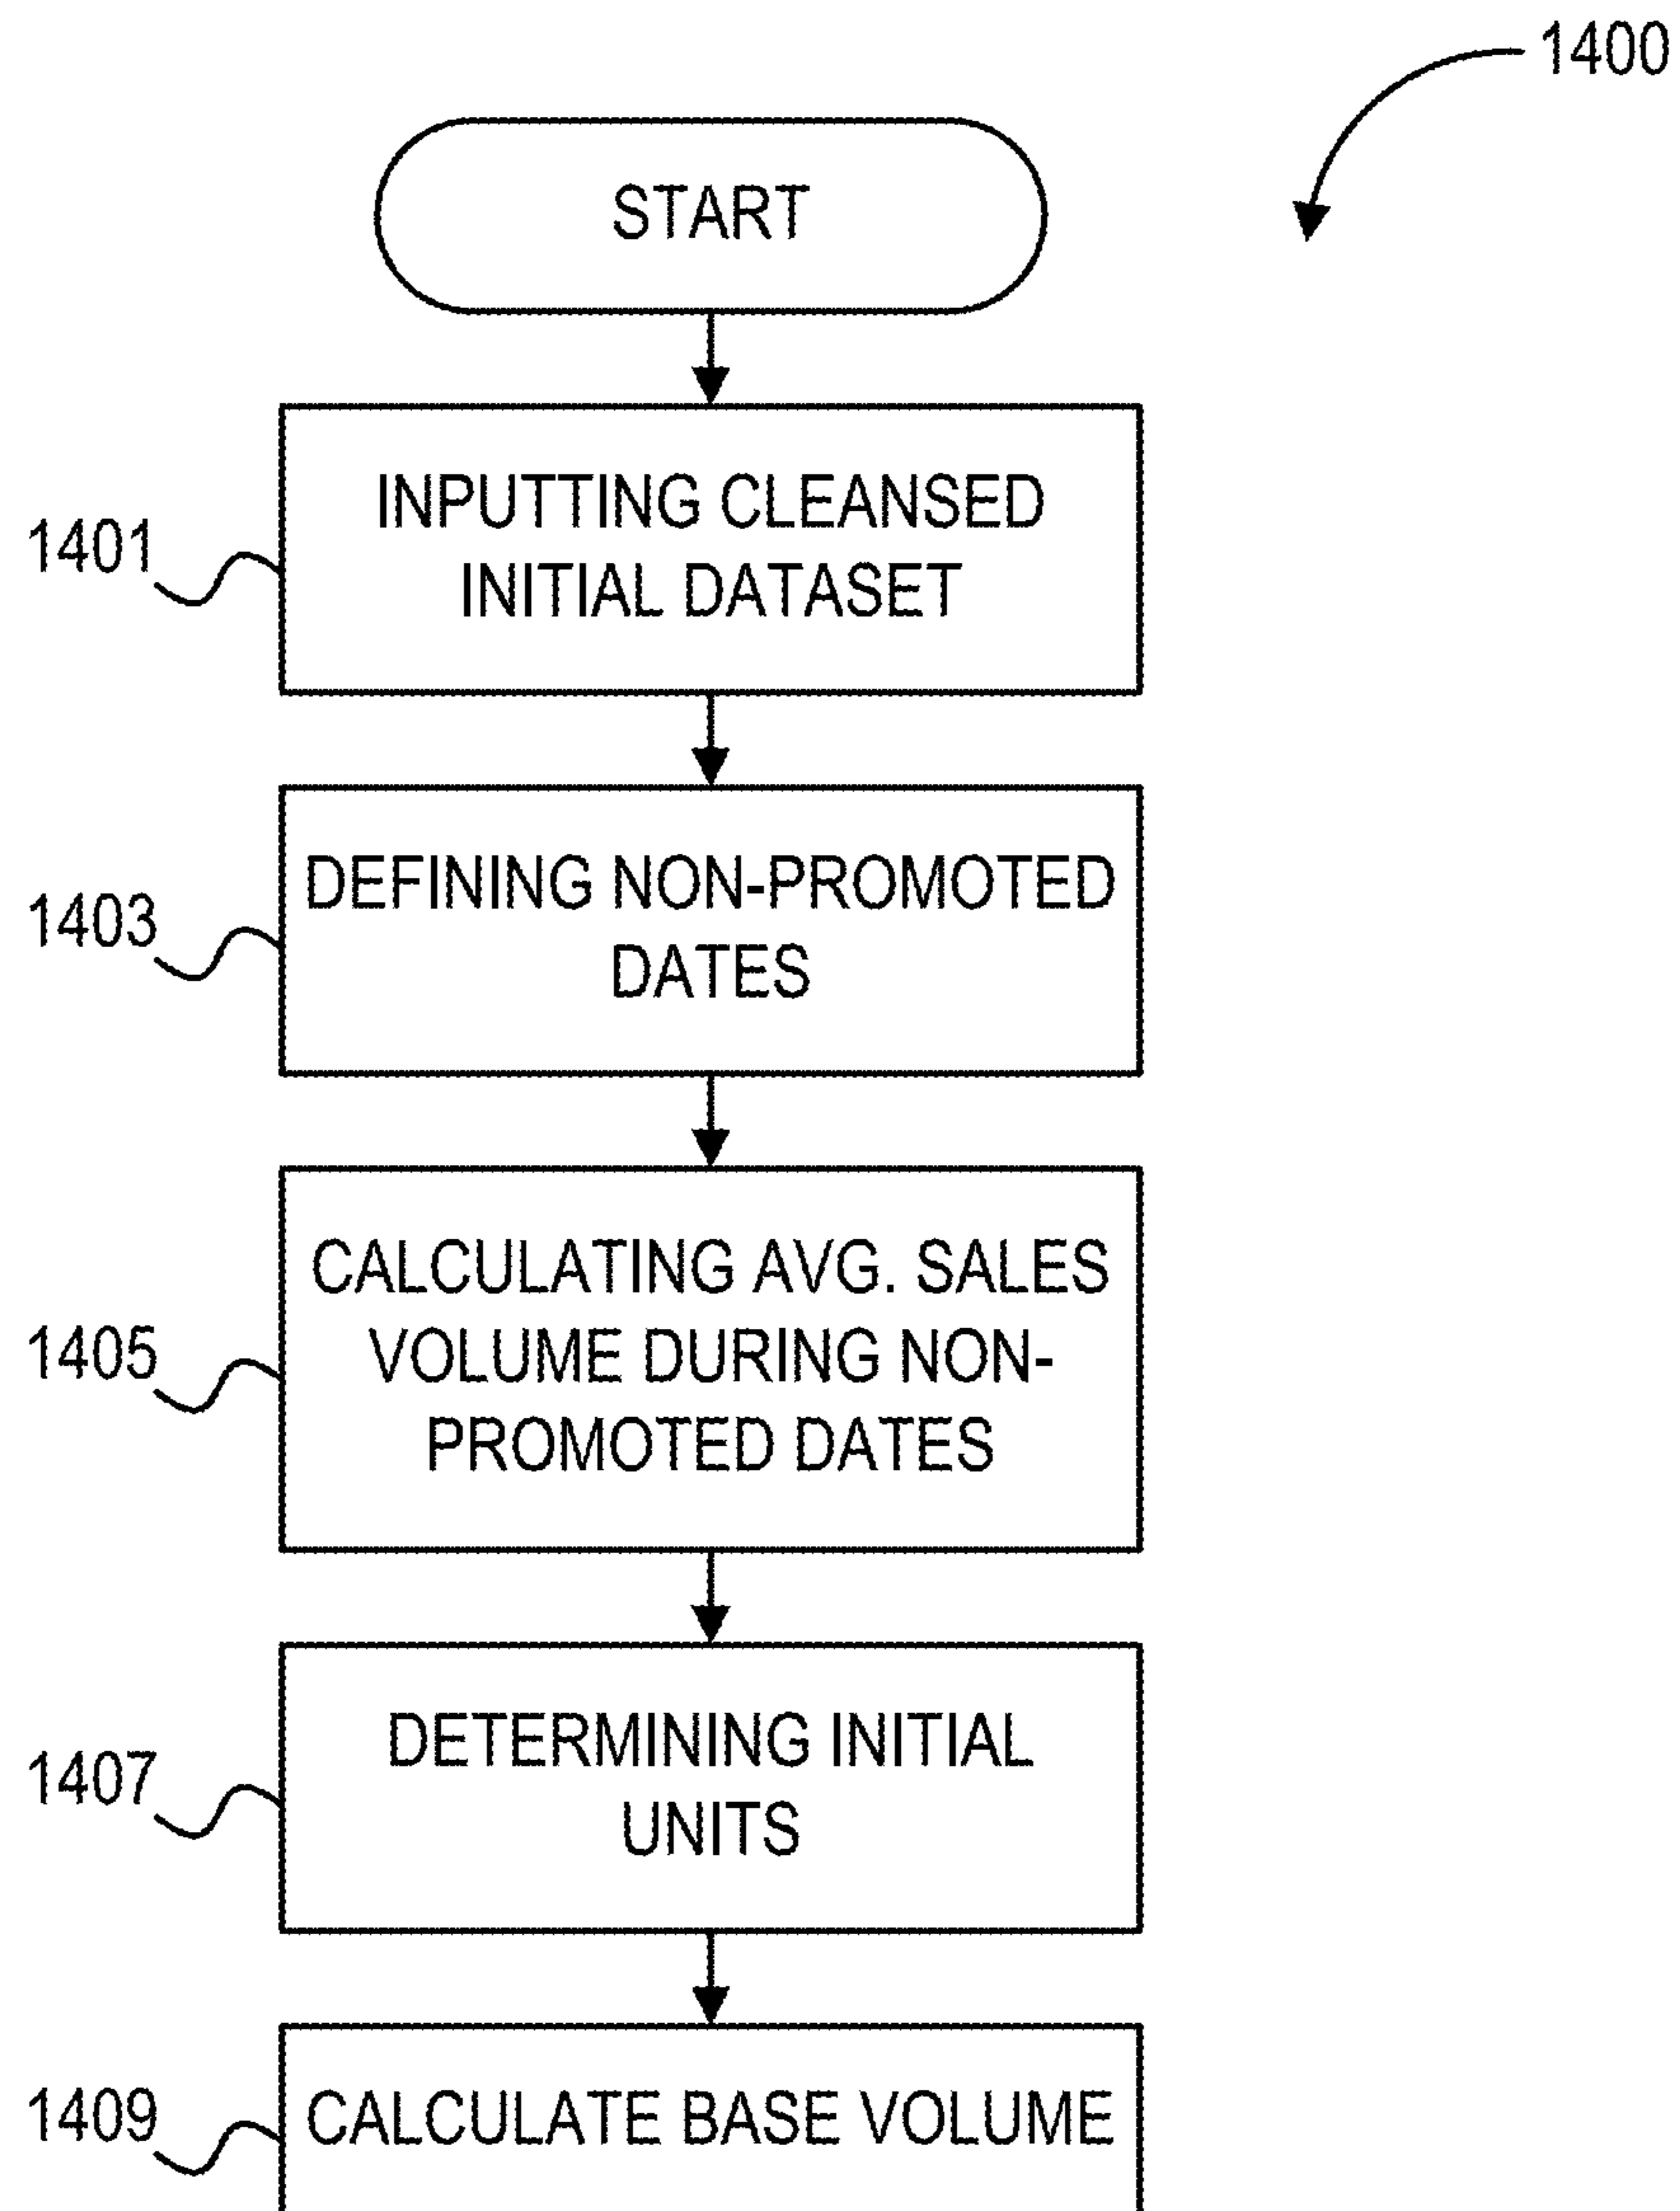 1400
START
1401
INPUTTING CLEANSED
INITIAL DATASET
1403
DEFINING NON-PROMOTED
DATES
1405
CALCULATING AVG. SALES
VOLUME DURING NON-
PROMOTED DATES
1407
DETERMINING INITIAL
UNITS
1409
CALCULATE BASE VOLUME